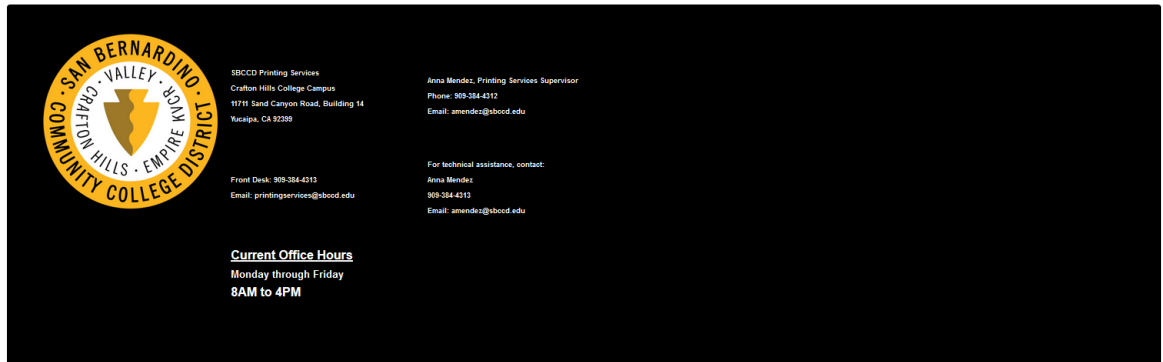 SAN BERNARDINO
COMMUNITY COLLEGE DISTRICT
VALLEY
CRAFTON HILLS
EMPIRE KVCR
SBCCD Printing Services
Crafton Hills College Campus
11711 Sand Canyon Road, Building 14
Yucaipa, CA 92399
Front Desk: 909-384-4313
Email: printingservices@sbccd.edu
Current Office Hours
Monday through Friday
8AM to 4PM
Anna Mendez, Printing Services Supervisor
Phone: 909-384-4312
Email: amendez@sbccd.edu
For technical assistance, contact:
Anna Mendez
909-384-4313
Email: amendez@sbccd.edu